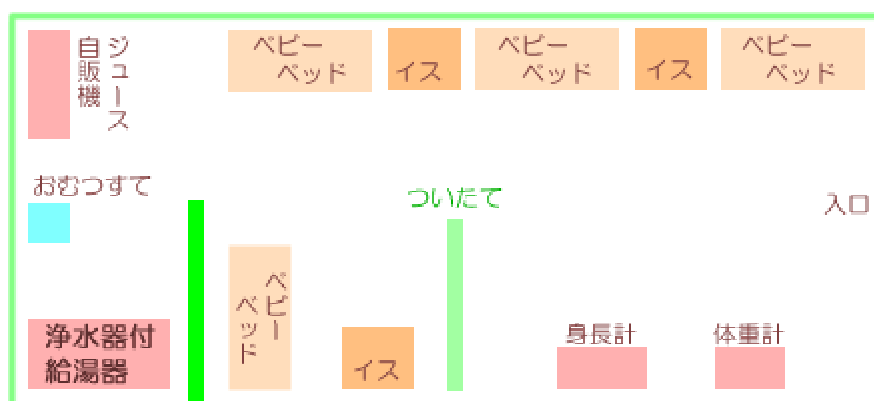 ジュース
自販機
ベビー
ベッド
イス
ベビー
ベッド
イス
ベビー
ベッド
おむつすて
ついたて
入口
ベビー
ベッド
イス
身長計
体重計
浄水器付
給湯器